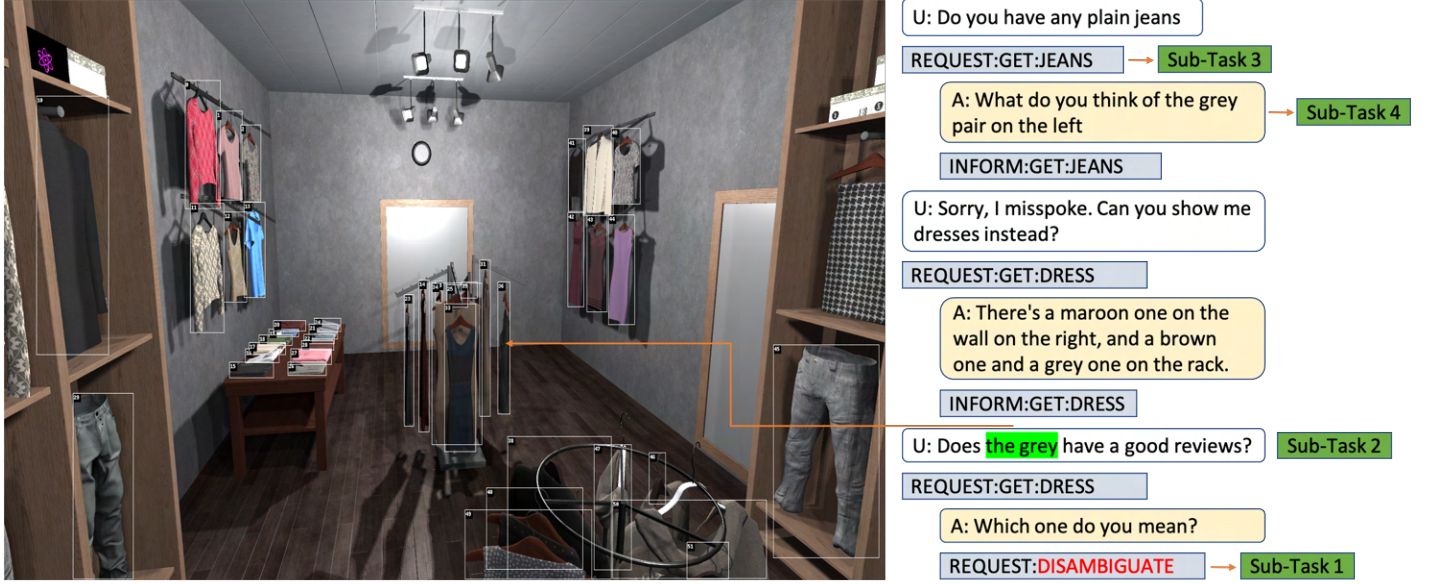 U: Do you have any plain jeans
REQUEST:GET:JEANS
Sub-Task 3
A: What do you think of the grey
pair on the left
Sub-Task 4
INFORM:GET:JEANS
U: Sorry, I misspoke. Can you show me
dresses instead?
REQUEST:GET:DRESS
A: There's a maroon one on the
wall on the right, and a brown
one and a grey one on the rack.
INFORM:GET:DRESS
U: Does the grey have a good reviews?
Sub-Task 2
REQUEST:GET:DRESS
A: Which one do you mean?
REQUEST:DISAMBIGUATE
Sub-Task 1